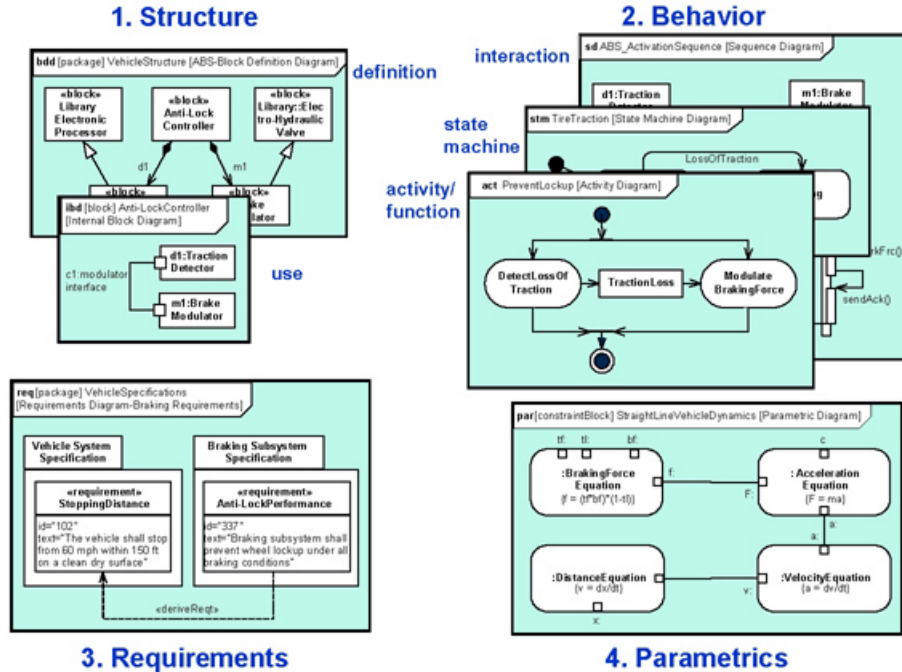 1. Structure
bdd [package] VehicleStructure [ABS-Block Definition Diagram]
definition
«block»
Library
Electronic
Processor
«block»
Anti-Lock
Controller
«block»
Library::Elec-
tro-Hydraulic
Valve
d1
m1
«block»
«block»
ibd [block] Anti-LockController
[Internal Block Diagram]
use
c1:modulator
interface
d1:Traction
Detector
m1:Brake
Modulator
2. Behavior
interaction
sd ABS_ActivationSequence [Sequence Diagram]
d1:Traction
m1:Brake
state
machine
stm TireTraction [State Machine Diagram]
LossOfTraction
activity/
function
act PreventLockup [Activity Diagram]
DetectLossOf
Traction
TractionLoss
Modulate
BrakingForce
sendAck()
req [package] VehicleSpecifications
[Requirements Diagram-Braking Requirements]
Vehicle System
Specification
Braking Subsystem
Specification
«requirement»
StoppingDistance
id="102"
text="The vehicle shall stop
from 60 mph within 150 ft
on a clean dry surface"
«requirement»
Anti-LockPerformance
id="337"
text="Braking subsystem shall
prevent wheel lockup under all
braking conditions"
«deriveReqt»
3. Requirements
par [constraintBlock] StraightLineVehicleDynamics [Parametric Diagram]
tf:
tl:
bf:
c
:BrakingForce
Equation
{f = (tf*bf)*(1-tl)}
f:
F:
:Acceleration
Equation
{F = ma}
a:
a:
:DistanceEquation
{v = dx/dt}
v:
:VelocityEquation
{a = dv/dt}
x:
4. Parametrics